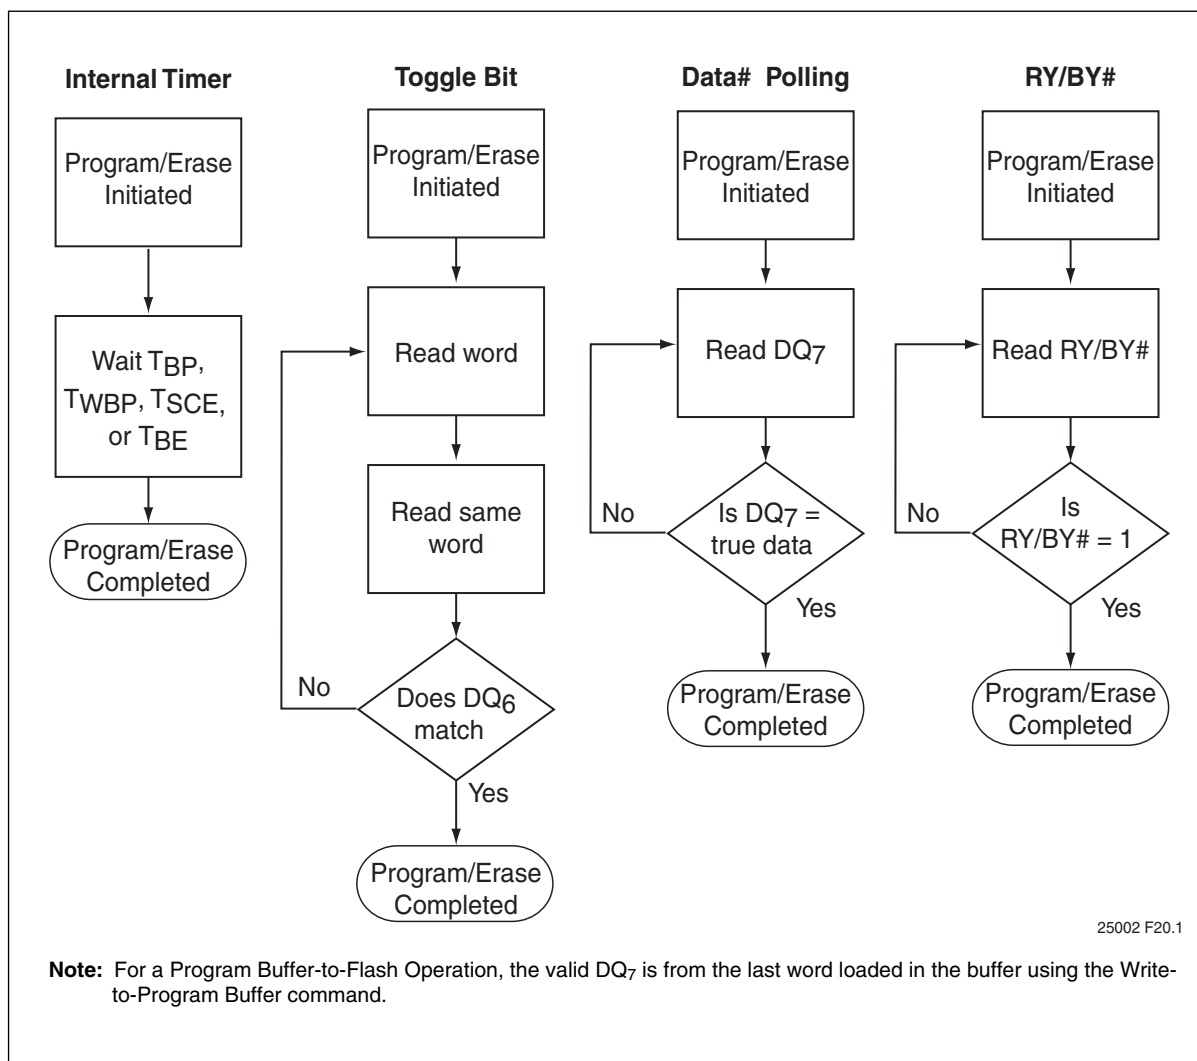 Internal Timer
Program/Erase
Initiated
Wait TBP,
TWBP, TSCE,
or TBE
Program/Erase
Completed
Toggle Bit
Program/Erase
Initiated
Read word
Read same
word
No
Does DQ6
match
Yes
Program/Erase
Completed
Data# Polling
Program/Erase
Initiated
Read DQ7
No
Is DQ7 =
true data
Yes
Program/Erase
Completed
RY/BY#
Program/Erase
Initiated
Read RY/BY#
No
Is
RY/BY# = 1
Yes
Program/Erase
Completed
25002 F20.1
Note: For a Program Buffer-to-Flash Operation, the valid DQ7 is from the last word loaded in the buffer using the Write-
to-Program Buffer command.